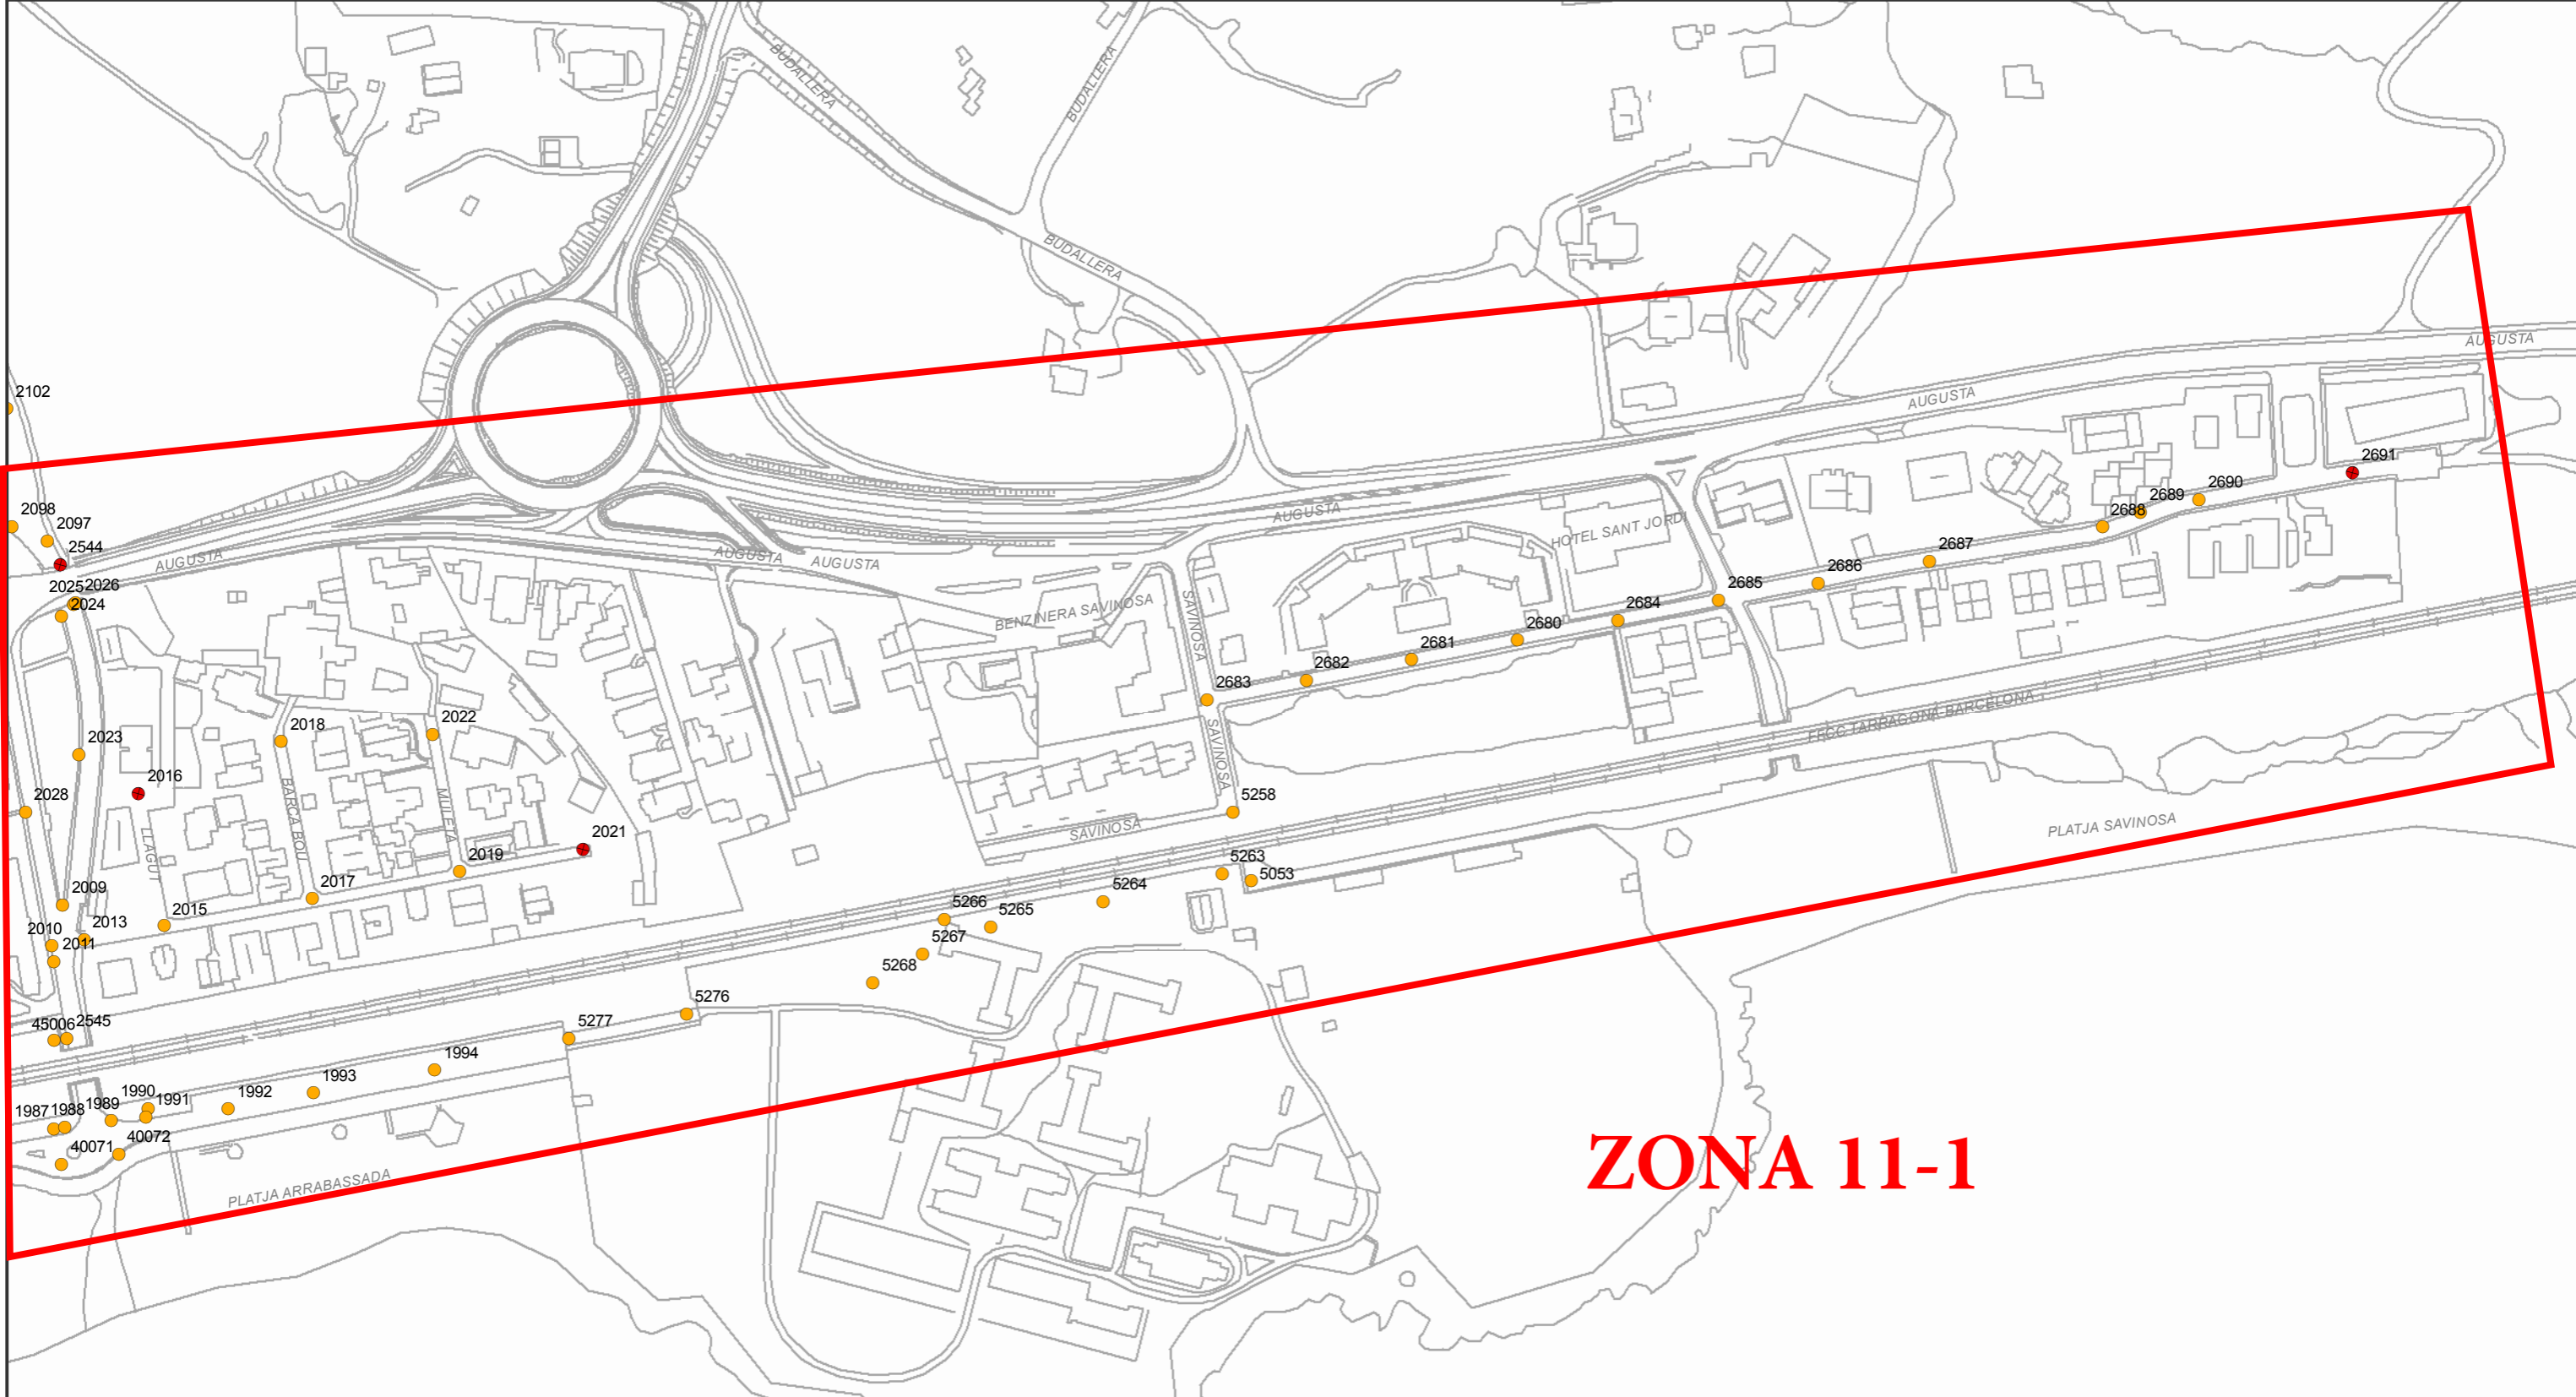 BUDALLERA
BUDALLERA
BUDALLERA
AUGUSTA
2102
AUGUSTA
2691
2098
2097
2690
2689
2688
AUGUSTA
HOTEL SANT JORDI
2544
AUGUSTA
AUGUSTA
AUGUSTA
2687
2686
2685
2025
2026
2024
BENZINERA SAVINOSA
SAVINOSA
2684
2680
2681
2682
2683
2018
2022
2023
SAVINOSA
FFCC TARRAGONA-BARCELONA
2016
2028
BARCA BOU
MULETA
LLAGUT
5258
SAVINOSA
PLATJA SAVINOSA
2021
2019
2017
2009
2015
2013
2010
2011
5263
5053
5264
5265
5266
5267
5268
5276
5277
45006
2545
1994
1993
1992
1990
1991
1989
1988
1987
40072
40071
PLATJA ARRABASSADA
ZONA 11-1